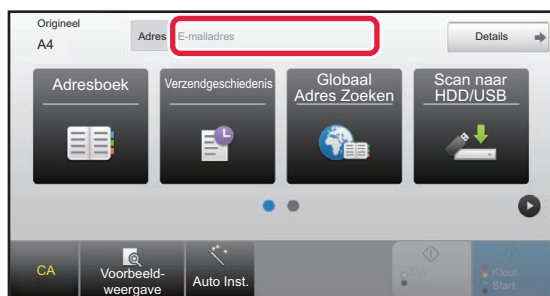 Origineel
A4
Adres
E-mailadres
Details
Adresboek
Verzendgeschiedenis
Globaal
Adres Zoeken
Scan naar
HDD/USB
CA
Voorbeeld-
weergave
Auto Inst.
Z/W
Start
Kleur
Start